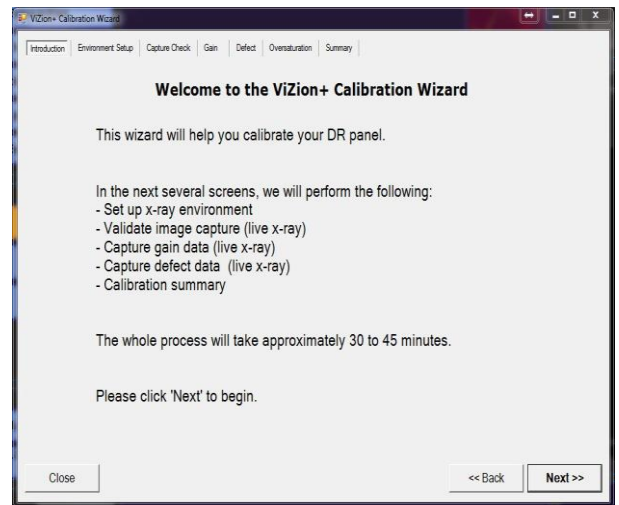 ViZion+ Calibration Wizard
Introduction Environment Setup Capture Check Gain Defect Oversaturation Summary
Welcome to the ViZion+ Calibration Wizard
This wizard will help you calibrate your DR panel.
In the next several screens, we will perform the following:
- Set up x-ray environment
- Validate image capture (live x-ray)
- Capture gain data (live x-ray)
- Capture defect data (live x-ray)
- Calibration summary
The whole process will take approximately 30 to 45 minutes.
Please click 'Next' to begin.
Close << Back Next >>